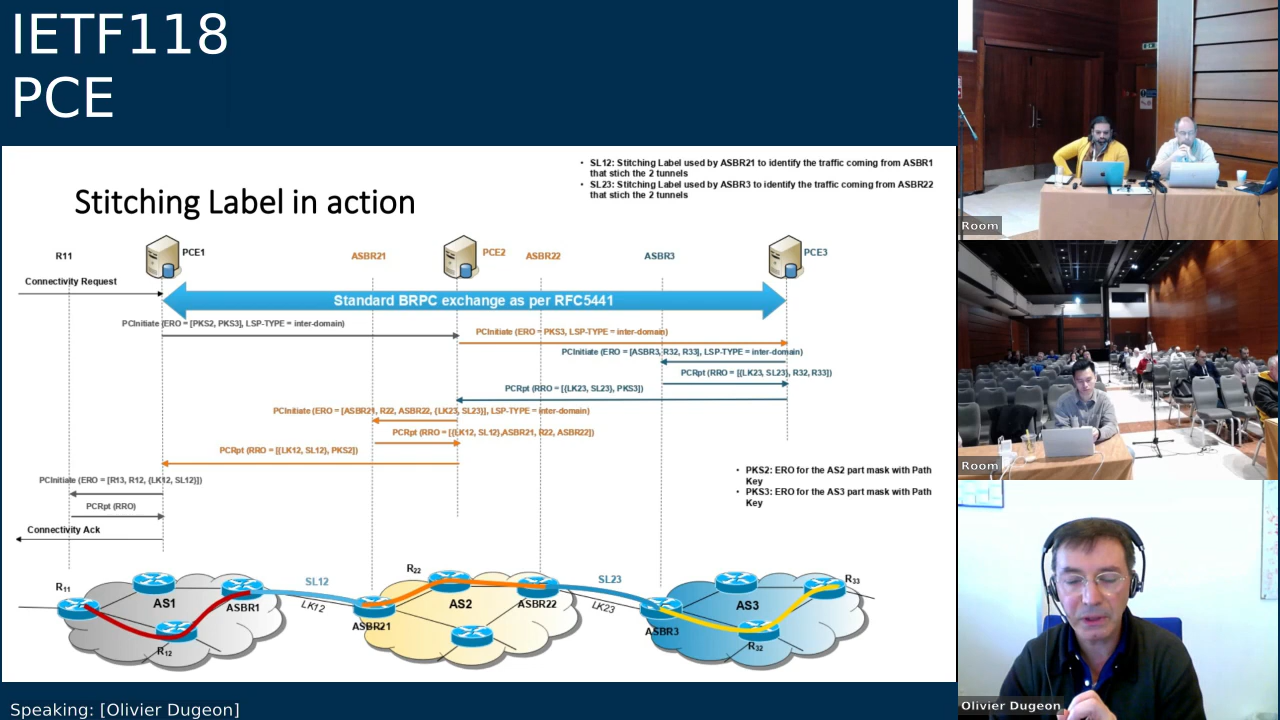 IETF118
PCE
Stitching Label in action
• SL12: Stitching Label used by ASBR21 to identify the traffic coming from ASBR1
that stich the 2 tunnels
• SL23: Stitching Label used by ASBR3 to identify the traffic coming from ASBR22
that stich the 2 tunnels
R11
PCE1
ASBR21
PCE2
ASBR22
ASBR3
PCE3
Connectivity Request
Standard BRPC exchange as per RFC5441
PCInitiate (ERO = [PKS2, PKS3], LSP-TYPE = inter-domain)
PCInitiate (ERO = PKS3, LSP-TYPE = inter-domain)
PCInitiate (ERO = [ASBR3, R32, R33], LSP-TYPE = inter-domain)
PCRpt (RRO = [{LK23, SL23}, R32, R33])
PCRpt (RRO = [{LK23, SL23}, PKS3])
PCInitiate (ERO = [ASBR21, R22, ASBR22, {LK23, SL23}], LSP-TYPE = inter-domain)
PCRpt (RRO = [{LK12, SL12},ASBR21, R22, ASBR22])
PCRpt (RRO = [{LK12, SL12}, PKS2])
• PKS2: ERO for the AS2 part mask with Path
Key
• PKS3: ERO for the AS3 part mask with Path
Key
PCInitiate (ERO = [R13, R12, {LK12, SL12}])
PCRpt (RRO)
Connectivity Ack
R11
AS1
ASBR1
R12
SL12
LK12
R22
AS2
ASBR21
ASBR22
SL23
LK23
ASBR3
AS3
R33
R32
Room
Room
Olivier Dugeon
Speaking: [Olivier Dugeon]